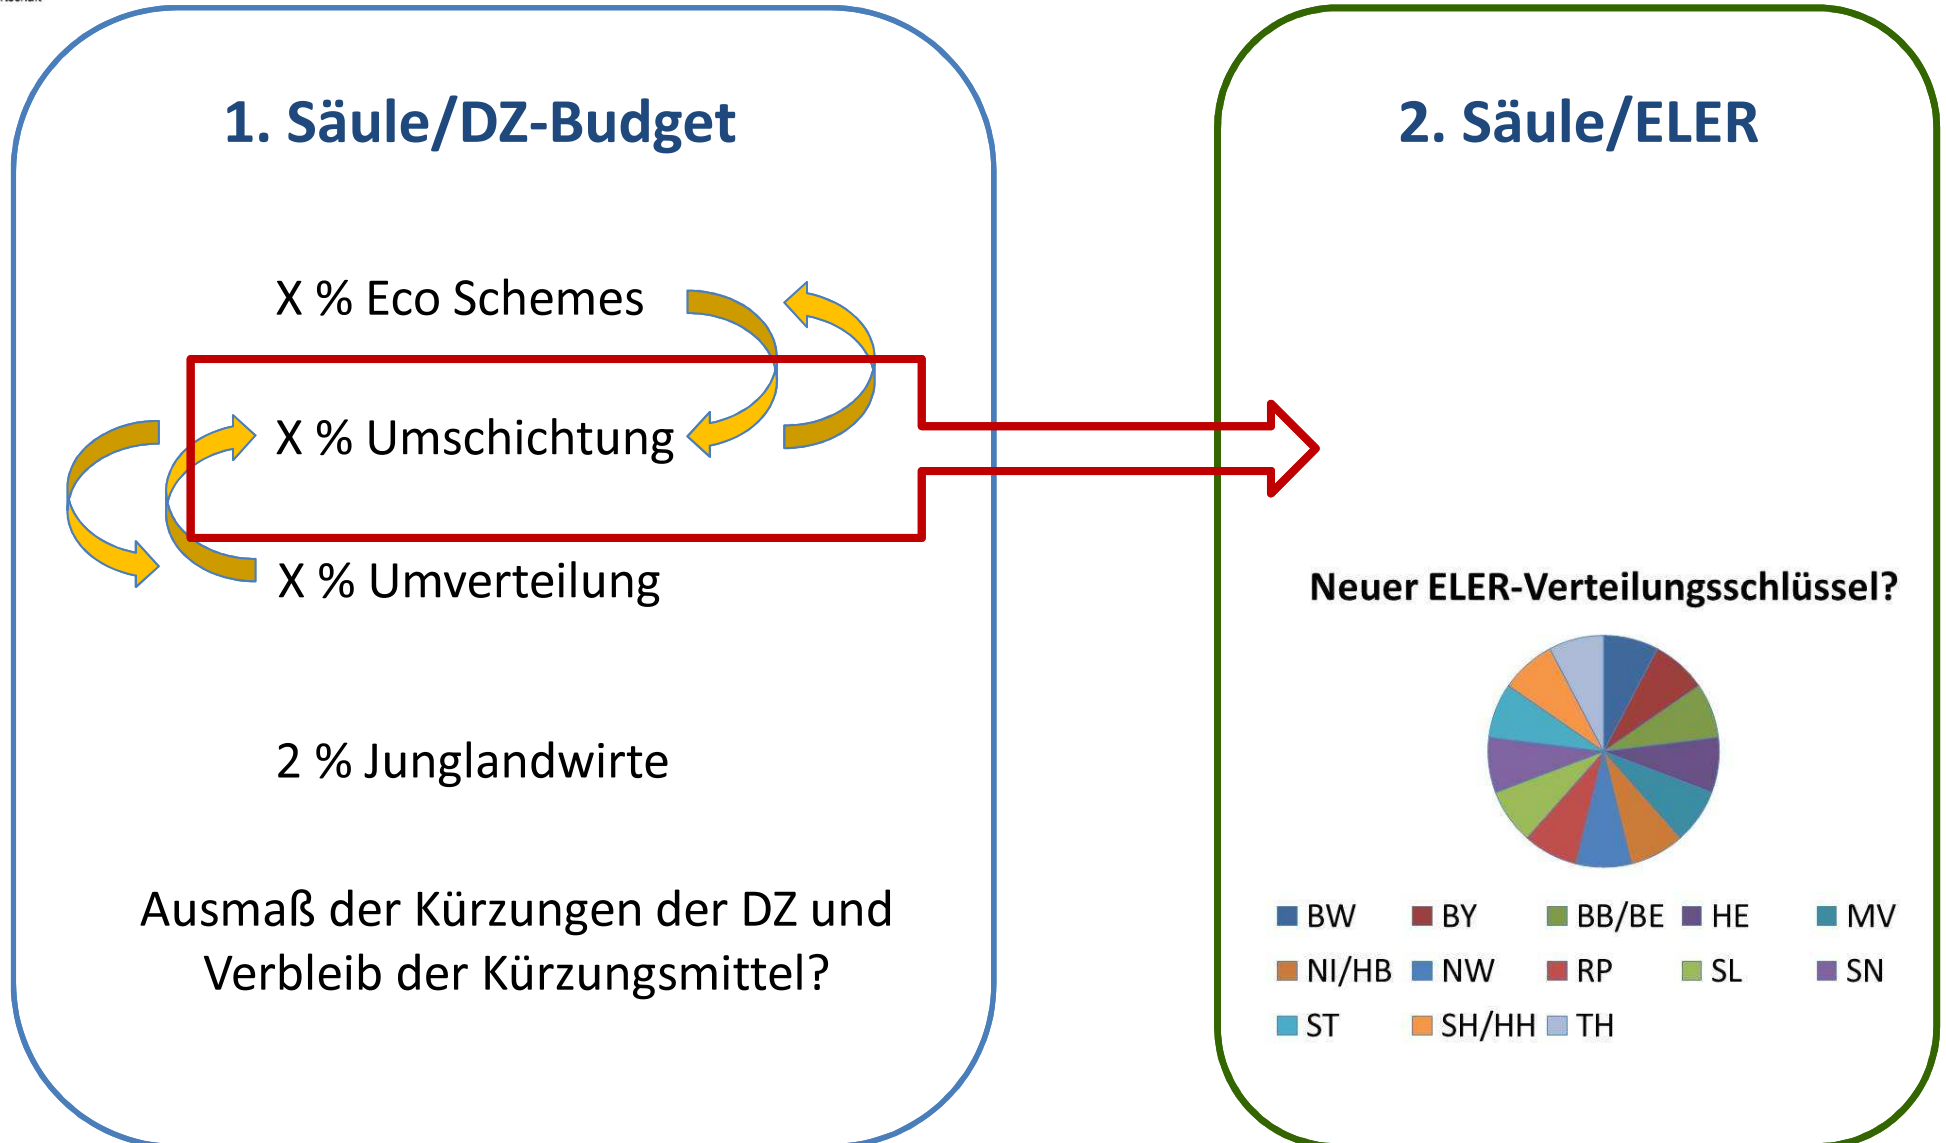 1. Säule/DZ-Budget
X % Eco Schemes
X % Umschichtung
X % Umverteilung
2 % Junglandwirte
Ausmaß der Kürzungen der DZ und
Verbleib der Kürzungsmittel?
2. Säule/ELER
Neuer ELER-Verteilungsschlüssel?
BW BY BB/BE HE MV
NI/HB NW RP SL SN
ST SH/HH TH